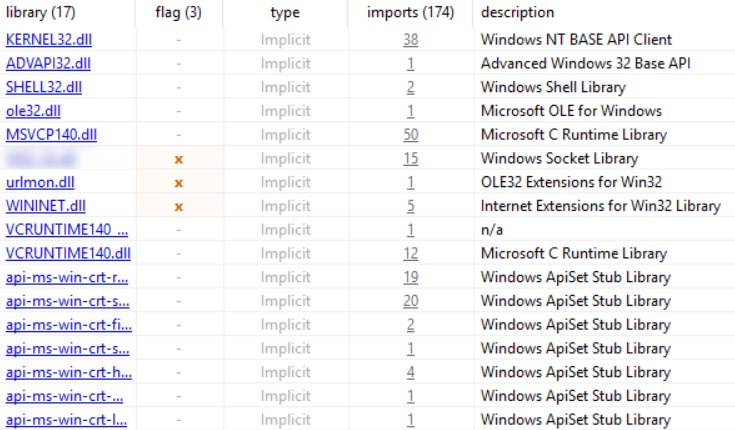 library (17) flag (3) type imports (174) description
KERNEL32.dll - Implicit 38 Windows NT BASE API Client
ADVAPI32.dll - Implicit 1 Advanced Windows 32 Base API
SHELL32.dll - Implicit 2 Windows Shell Library
ole32.dll - Implicit 1 Microsoft OLE for Windows
MSVCP140.dll - Implicit 50 Microsoft C Runtime Library
x Implicit 15 Windows Socket Library
urlmon.dll x Implicit 1 OLE32 Extensions for Win32
WININET.dll x Implicit 5 Internet Extensions for Win32 Library
VCRUNTIME140_... - Implicit 1 n/a
VCRUNTIME140.dll - Implicit 12 Microsoft C Runtime Library
api-ms-win-crt-r... - Implicit 19 Windows ApiSet Stub Library
api-ms-win-crt-s... - Implicit 20 Windows ApiSet Stub Library
api-ms-win-crt-fi... - Implicit 2 Windows ApiSet Stub Library
api-ms-win-crt-s... - Implicit 1 Windows ApiSet Stub Library
api-ms-win-crt-h... - Implicit 4 Windows ApiSet Stub Library
api-ms-win-crt-... - Implicit 1 Windows ApiSet Stub Library
api-ms-win-crt-l... - Implicit 1 Windows ApiSet Stub Library